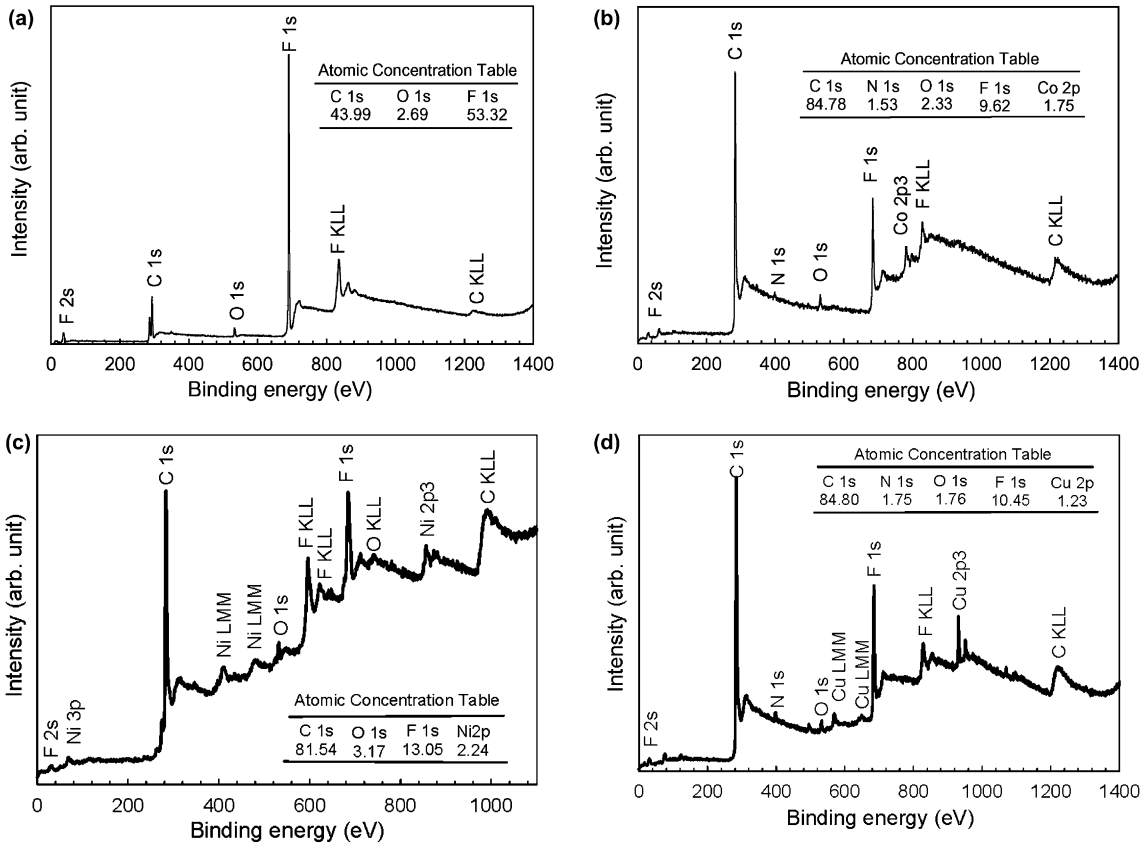 (a)
Intensity (arb. unit)
F 2s
C 1s
O 1s
F 1s
F KLL
C KLL
Atomic Concentration Table
C 1s O 1s F 1s
43.99 2.69 53.32
0 200 400 600 800 1000 1200 1400
Binding energy (eV)
(b)
Intensity (arb. unit)
F 2s
C 1s
N 1s
O 1s
F 1s
Co 2p3
F KLL
C KLL
Atomic Concentration Table
C 1s N 1s O 1s F 1s Co 2p
84.78 1.53 2.33 9.62 1.75
0 200 400 600 800 1000 1200 1400
Binding energy (eV)
(c)
Intensity (arb. unit)
F 2s
Ni 3p
C 1s
Ni LMM
Ni LMM
O 1s
F KLL
F KLL
F 1s
O KLL
Ni 2p3
C KLL
Atomic Concentration Table
C 1s O 1s F 1s Ni2p
81.54 3.17 13.05 2.24
0 200 400 600 800 1000
Binding energy (eV)
(d)
Intensity (arb. unit)
F 2s
C 1s
N 1s
O 1s
Cu LMM
Cu LMM
F 1s
F KLL
Cu 2p3
C KLL
Atomic Concentration Table
C 1s N 1s O 1s F 1s Cu 2p
84.80 1.75 1.76 10.45 1.23
0 200 400 600 800 1000 1200 1400
Binding energy (eV)